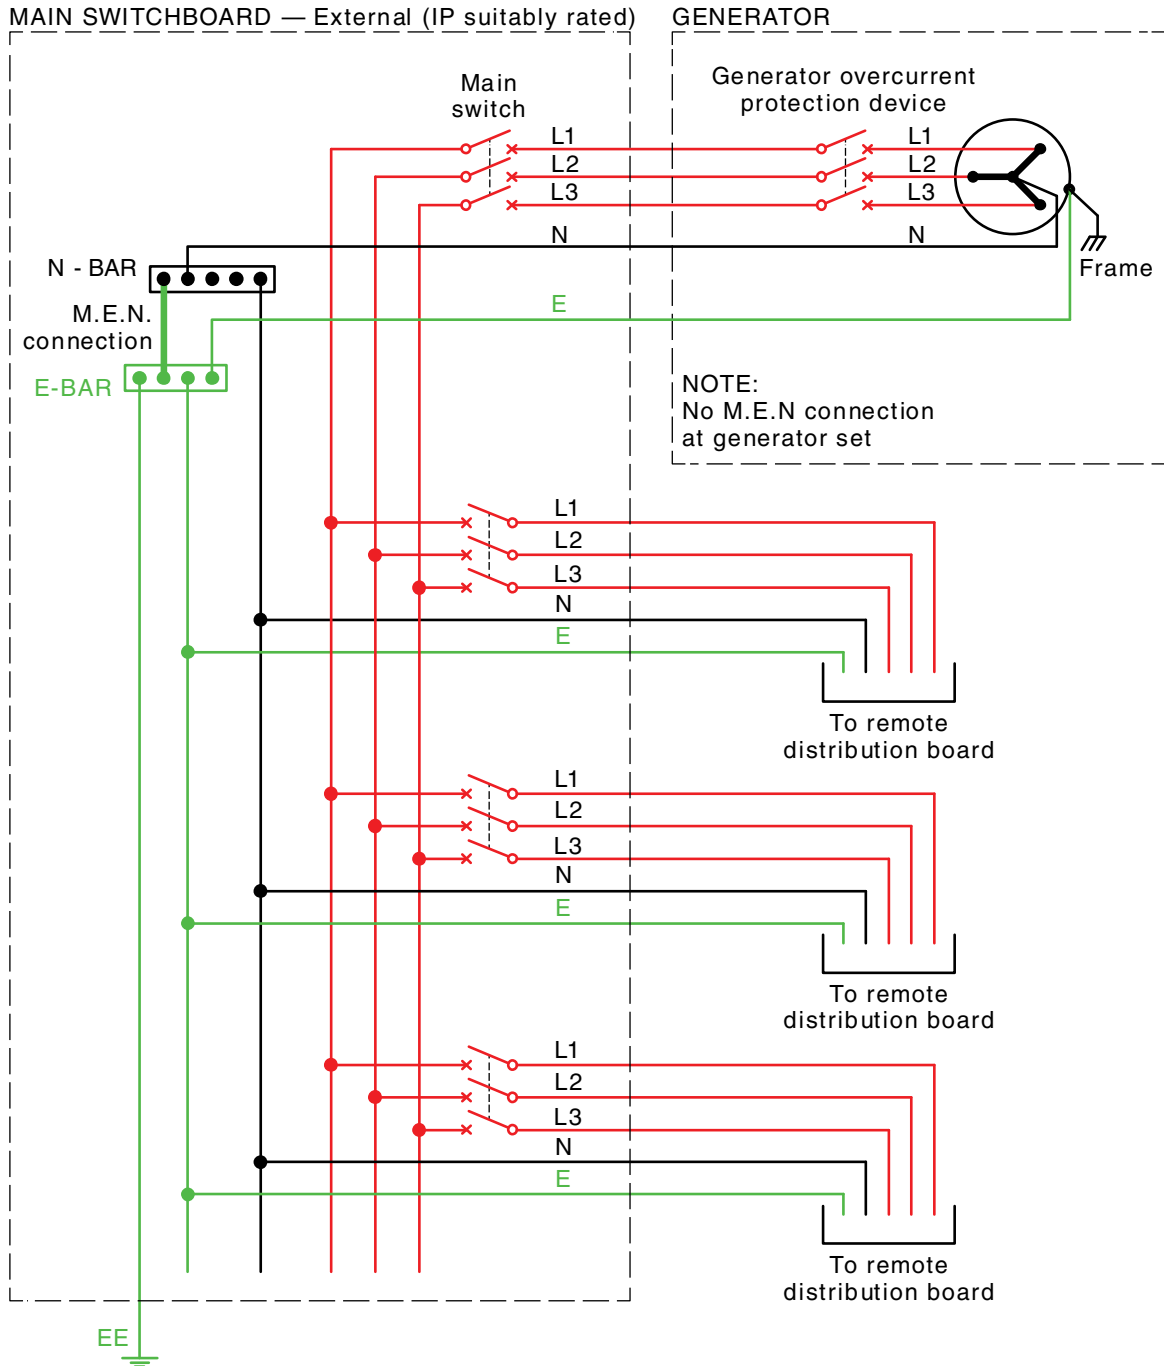 MAIN SWITCHBOARD — External (IP suitably rated)
GENERATOR
Main
switch
Generator overcurrent
protection device
L1
L2
L3
N
L1
L2
L3
N
Frame
N - BAR
M.E.N.
connection
E
E-BAR
NOTE:
No M.E.N connection
at generator set
L1
L2
L3
N
E
To remote
distribution board
L1
L2
L3
N
E
To remote
distribution board
L1
L2
L3
N
E
To remote
distribution board
EE